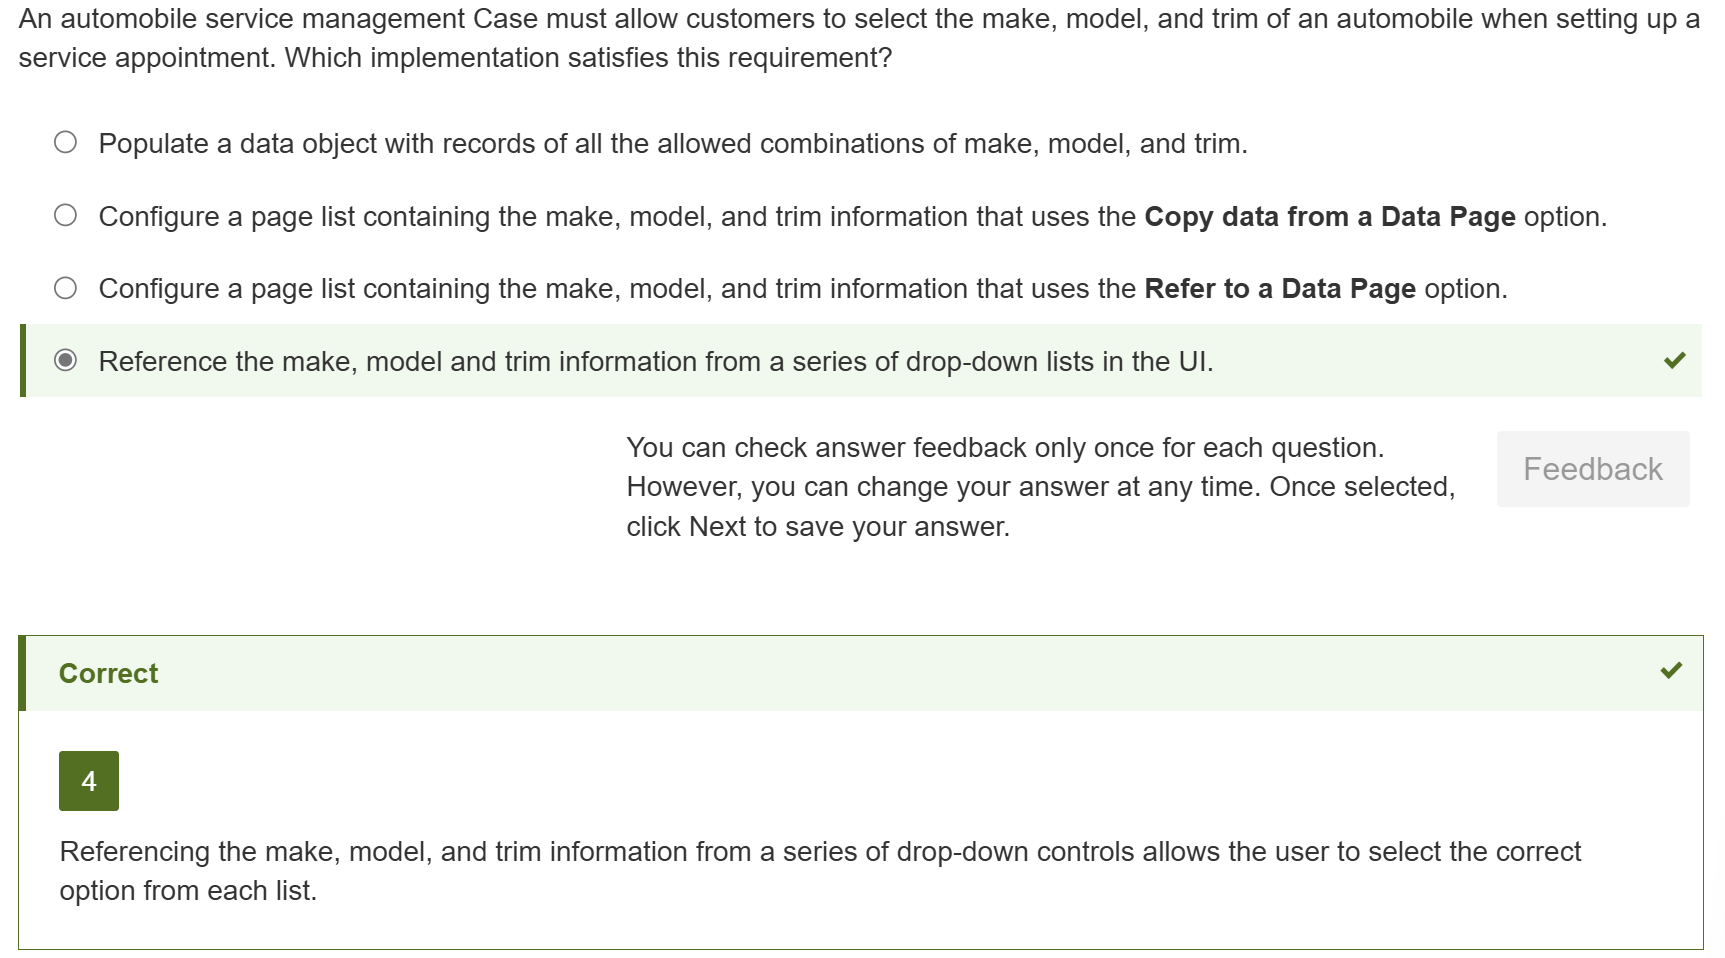 An automobile service management Case must allow customers to select the make, model, and trim of an automobile when setting up a
service appointment. Which implementation satisfies this requirement?
Populate a data object with records of all the allowed combinations of make, model, and trim.
Configure a page list containing the make, model, and trim information that uses the Copy data from a Data Page option.
Configure a page list containing the make, model, and trim information that uses the Refer to a Data Page option.
Reference the make, model and trim information from a series of drop-down lists in the UI.
You can check answer feedback only once for each question.
However, you can change your answer at any time. Once selected,
click Next to save your answer.
Feedback
Correct
4
Referencing the make, model, and trim information from a series of drop-down controls allows the user to select the correct
option from each list.